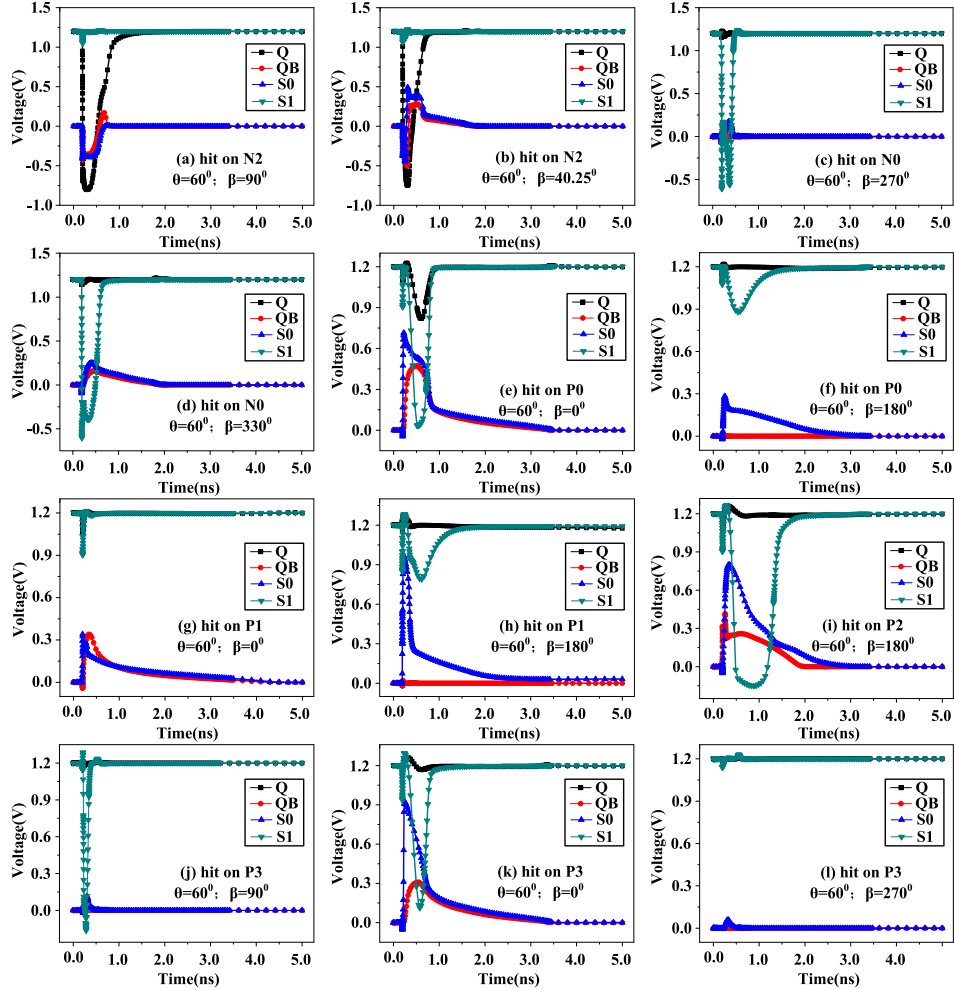 1.0
0.5
0.0
-0.5
-1.0
Voltage(V)
Q
QB
S0
S1
(a) hit on N2
θ=60⁰； β=90⁰
0.0 1.0 2.0 3.0 4.0 5.0
Time(ns)
1.0
0.5
0.0
-0.5
-1.0
Voltage(V)
Q
QB
S0
S1
(b) hit on N2
θ=60⁰； β=40.25⁰
0.0 1.0 2.0 3.0 4.0 5.0
Time(ns)
1.0
0.5
0.0
-0.5
Voltage(V)
Q
QB
S0
S1
(c) hit on N0
θ=60⁰； β=270⁰
0.0 1.0 2.0 3.0 4.0 5.0
Time(ns)
1.0
0.5
0.0
-0.5
Voltage(V)
Q
QB
S0
S1
(d) hit on N0
θ=60⁰； β=330⁰
0.0 1.0 2.0 3.0 4.0 5.0
Time(ns)
1.2
0.9
0.6
0.3
0.0
Voltage(V)
Q
QB
S0
S1
(e) hit on P0
θ=60⁰； β=0⁰
0.0 1.0 2.0 3.0 4.0 5.0
Time(ns)
1.2
0.9
0.6
0.3
0.0
Voltage(V)
Q
QB
S0
S1
(f) hit on P0
θ=60⁰； β=180⁰
0.0 1.0 2.0 3.0 4.0 5.0
Time(ns)
1.2
0.9
0.6
0.3
0.0
Voltage(V)
Q
QB
S0
S1
(g) hit on P1
θ=60⁰； β=0⁰
0.0 1.0 2.0 3.0 4.0 5.0
Time(ns)
1.2
0.9
0.6
0.3
0.0
Voltage(V)
Q
QB
S0
S1
(h) hit on P1
θ=60⁰； β=180⁰
0.0 1.0 2.0 3.0 4.0 5.0
Time(ns)
1.2
0.9
0.6
0.3
0.0
Voltage(V)
Q
QB
S0
S1
(i) hit on P2
θ=60⁰； β=180⁰
0.0 1.0 2.0 3.0 4.0 5.0
Time(ns)
1.2
0.9
0.6
0.3
0.0
Voltage(V)
Q
QB
S0
S1
(j) hit on P3
θ=60⁰； β=90⁰
0.0 1.0 2.0 3.0 4.0 5.0
Time(ns)
1.2
0.9
0.6
0.3
0.0
Voltage(V)
Q
QB
S0
S1
(k) hit on P3
θ=60⁰； β=0⁰
0.0 1.0 2.0 3.0 4.0 5.0
Time(ns)
1.2
0.9
0.6
0.3
0.0
Voltage(V)
Q
QB
S0
S1
(l) hit on P3
θ=60⁰； β=270⁰
0.0 1.0 2.0 3.0 4.0 5.0
Time(ns)